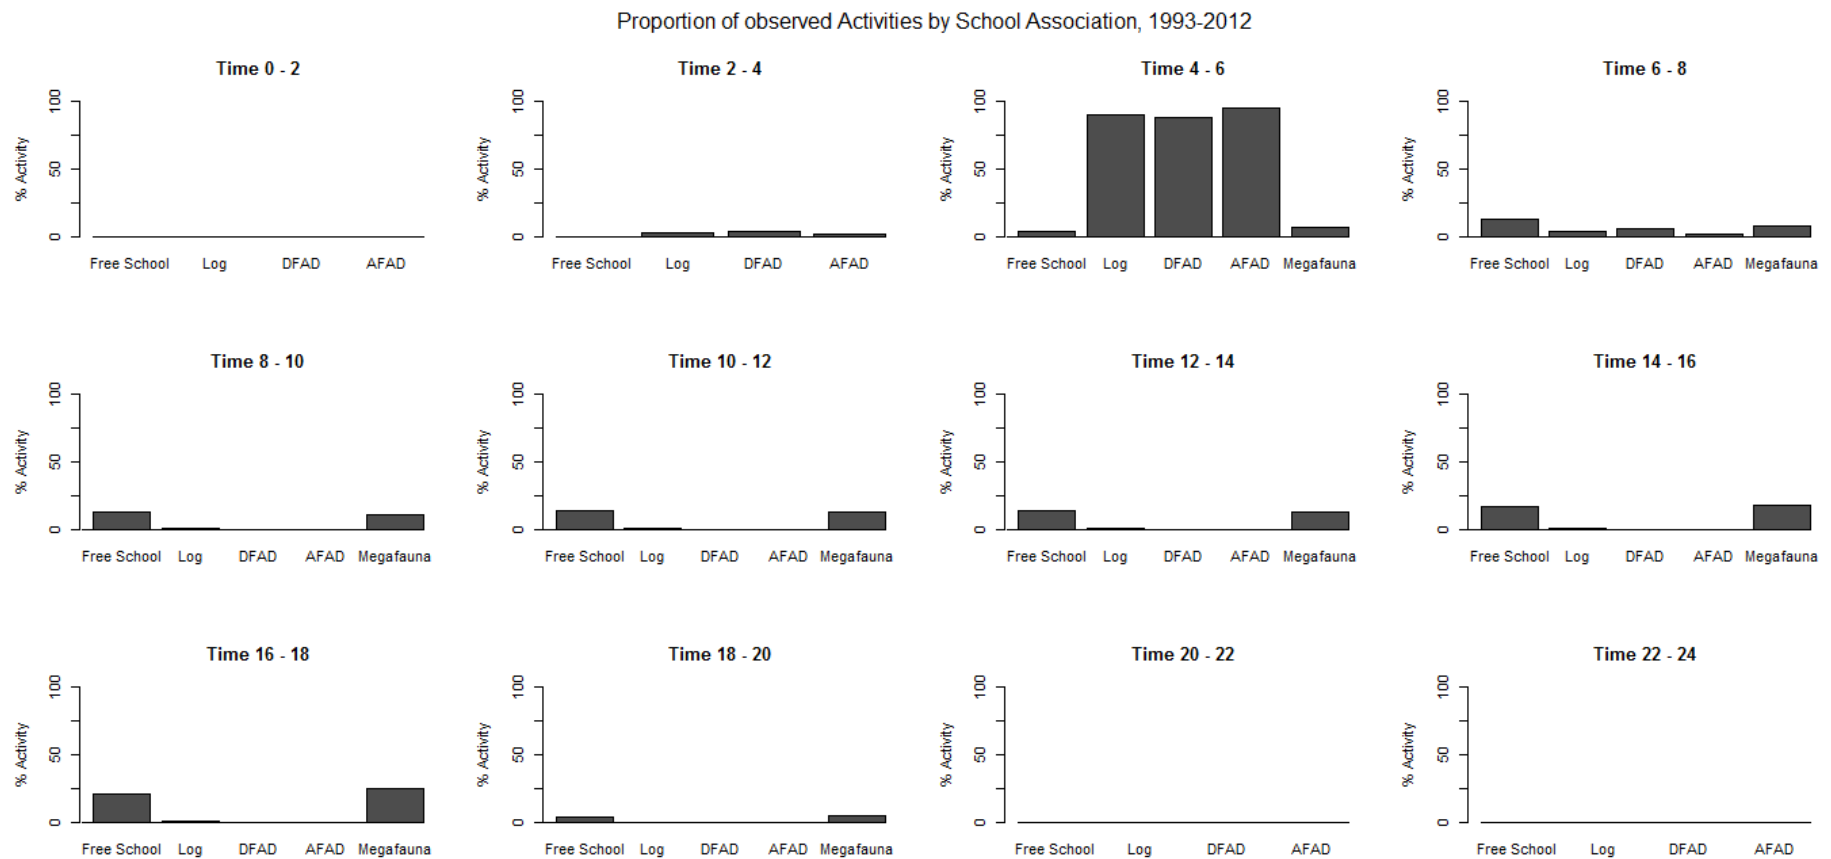 Proportion of observed Activities by School Association, 1993-2012
Time 0 - 2
% Activity
100
50
0
Free School Log DFAD AFAD
Time 2 - 4
% Activity
100
50
0
Free School Log DFAD AFAD
Time 4 - 6
% Activity
100
50
0
Free School Log DFAD AFAD Megafauna
Time 6 - 8
% Activity
100
50
0
Free School Log DFAD AFAD Megafauna
Time 8 - 10
% Activity
100
50
0
Free School Log DFAD AFAD Megafauna
Time 10 - 12
% Activity
100
50
0
Free School Log DFAD AFAD Megafauna
Time 12 - 14
% Activity
100
50
0
Free School Log DFAD AFAD Megafauna
Time 14 - 16
% Activity
100
50
0
Free School Log DFAD AFAD Megafauna
Time 16 - 18
% Activity
100
50
0
Free School Log DFAD AFAD Megafauna
Time 18 - 20
% Activity
100
50
0
Free School Log DFAD AFAD Megafauna
Time 20 - 22
% Activity
100
50
0
Free School Log DFAD AFAD
Time 22 - 24
% Activity
100
50
0
Free School Log DFAD AFAD